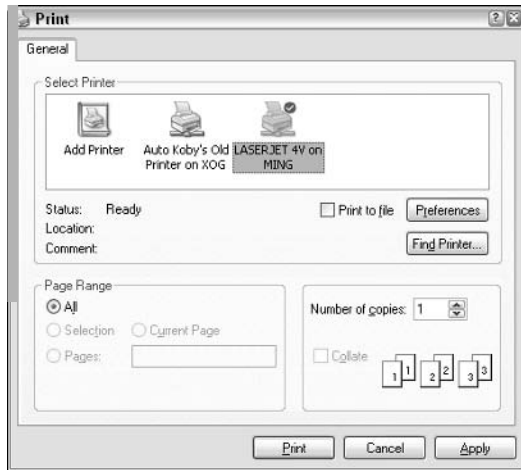 Print
General
Select Printer
Add Printer
Auto Koby's Old
Printer on XOG
LASERJET 4V on
MING
Status: Ready
Location:
Comment:
Print to file
Preferences
Find Printer...
Page Range
All
Selection
Current Page
Pages:
Number of copies: 1
Collate
1 1 2 2 3 3
Print
Cancel
Apply